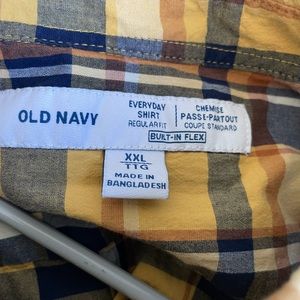 OLD NAVY
EVERYDAY
SHIRT
REGULAR FIT
CHEMISE
PASSE-PARTOUT
COUPE STANDARD
BUILT-IN FLEX
XXL
TTG
MADE IN
BANGLADESH